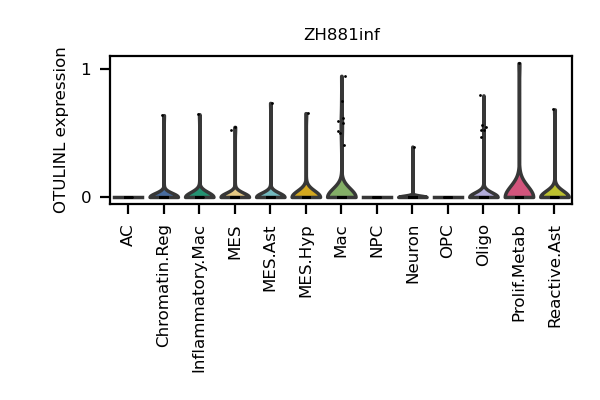 ZH881inf
OTULINL expression
1
0
AC
Chromatin.Reg
Inflammatory.Mac
MES
MES.Ast
MES.Hyp
Mac
NPC
Neuron
OPC
Oligo
Prolif.Metab
Reactive.Ast